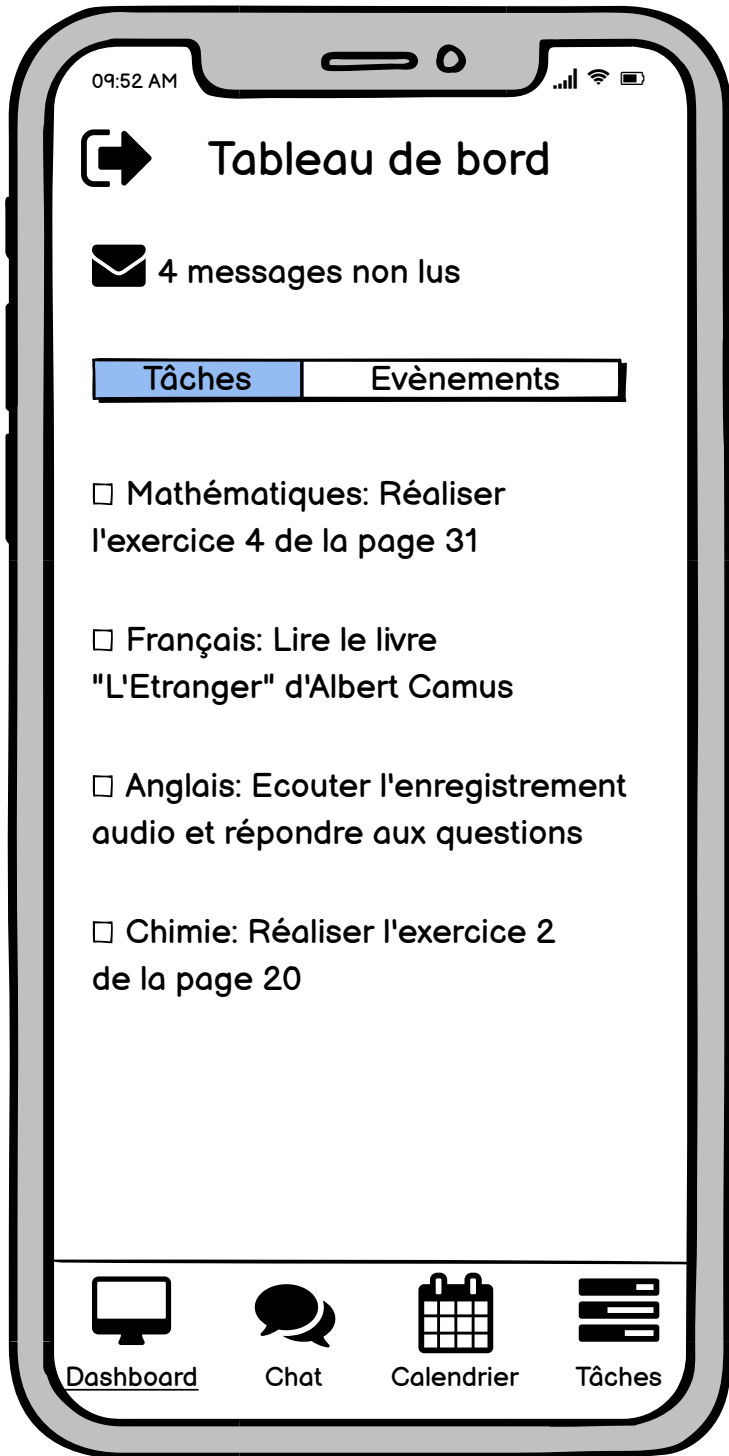 09:52 AM
Tableau de bord
4 messages non lus
Tâches
Evènements
Mathématiques: Réaliser
l'exercice 4 de la page 31
Français: Lire le livre
"L'Etranger" d'Albert Camus
Anglais: Ecouter l'enregistrement
audio et répondre aux questions
Chimie: Réaliser l'exercice 2
de la page 20
Dashboard
Chat
Calendrier
Tâches